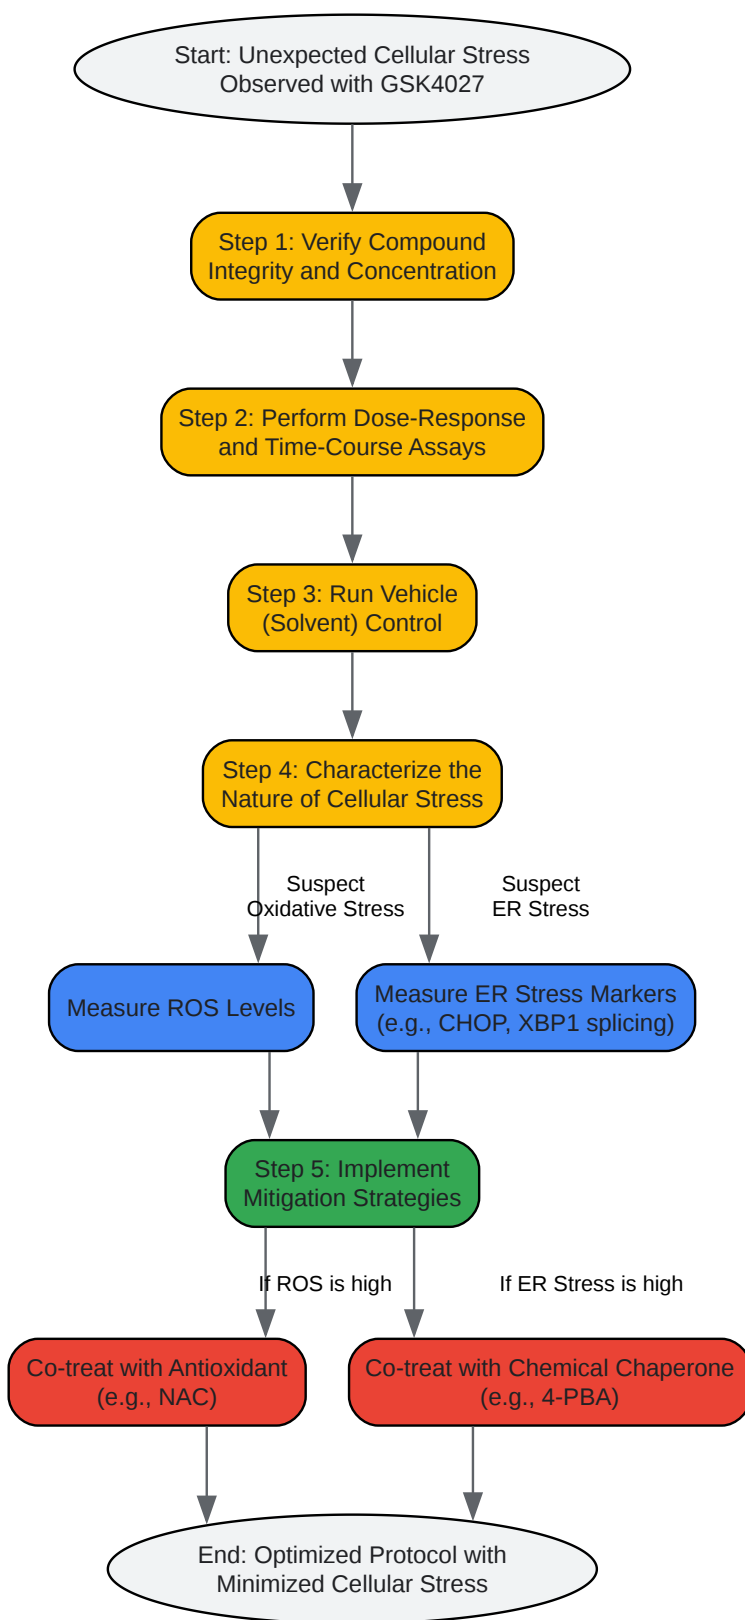 Start: Unexpected Cellular Stress
Observed with GSK4027
Step 1: Verify Compound
Integrity and Concentration
Step 2: Perform Dose-Response
and Time-Course Assays
Step 3: Run Vehicle
(Solvent) Control
Step 4: Characterize the
Nature of Cellular Stress
Suspect
Oxidative Stress
Suspect
ER Stress
Measure ROS Levels
Measure ER Stress Markers
(e.g., CHOP, XBP1 splicing)
Step 5: Implement
Mitigation Strategies
If ROS is high
If ER Stress is high
Co-treat with Antioxidant
(e.g., NAC)
Co-treat with Chemical Chaperone
(e.g., 4-PBA)
End: Optimized Protocol with
Minimized Cellular Stress